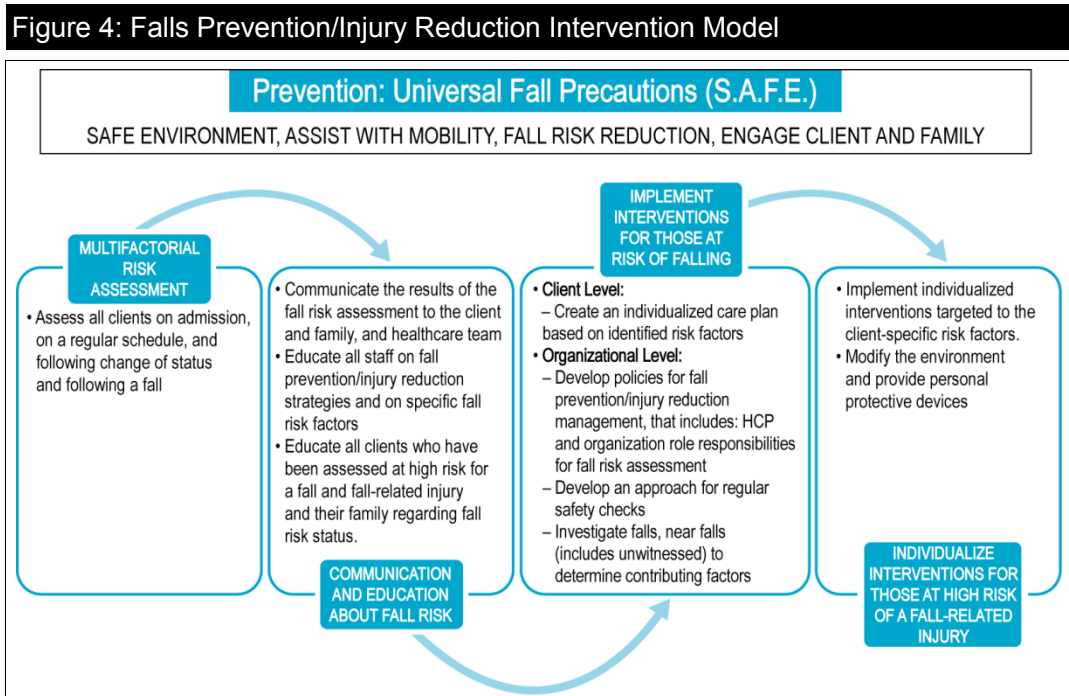 Figure 4: Falls Prevention/Injury Reduction Intervention Model
Prevention: Universal Fall Precautions (S.A.F.E.)
SAFE ENVIRONMENT, ASSIST WITH MOBILITY, FALL RISK REDUCTION, ENGAGE CLIENT AND FAMILY
MULTIFACTORIAL
RISK
ASSESSMENT
• Assess all clients on admission,
on a regular schedule, and
following change of status
and following a fall
• Communicate the results of the
fall risk assessment to the client
and family, and healthcare team
• Educate all staff on fall
prevention/injury reduction
strategies and on specific fall
risk factors
• Educate all clients who have
been assessed at high risk for
a fall and fall-related injury
and their family regarding fall
risk status.
COMMUNICATION
AND EDUCATION
ABOUT FALL RISK
IMPLEMENT
INTERVENTIONS
FOR THOSE AT
RISK OF FALLING
• Client Level:
– Create an individualized care plan
based on identified risk factors
• Organizational Level:
– Develop policies for fall
prevention/injury reduction
management, that includes: HCP
and organization role responsibilities
for fall risk assessment
– Develop an approach for regular
safety checks
– Investigate falls, near falls
(includes unwitnessed) to
determine contributing factors
• Implement individualized
interventions targeted to the
client-specific risk factors.
• Modify the environment
and provide personal
protective devices
INDIVIDUALIZE
INTERVENTIONS FOR
THOSE AT HIGH RISK
OF A FALL-RELATED
INJURY